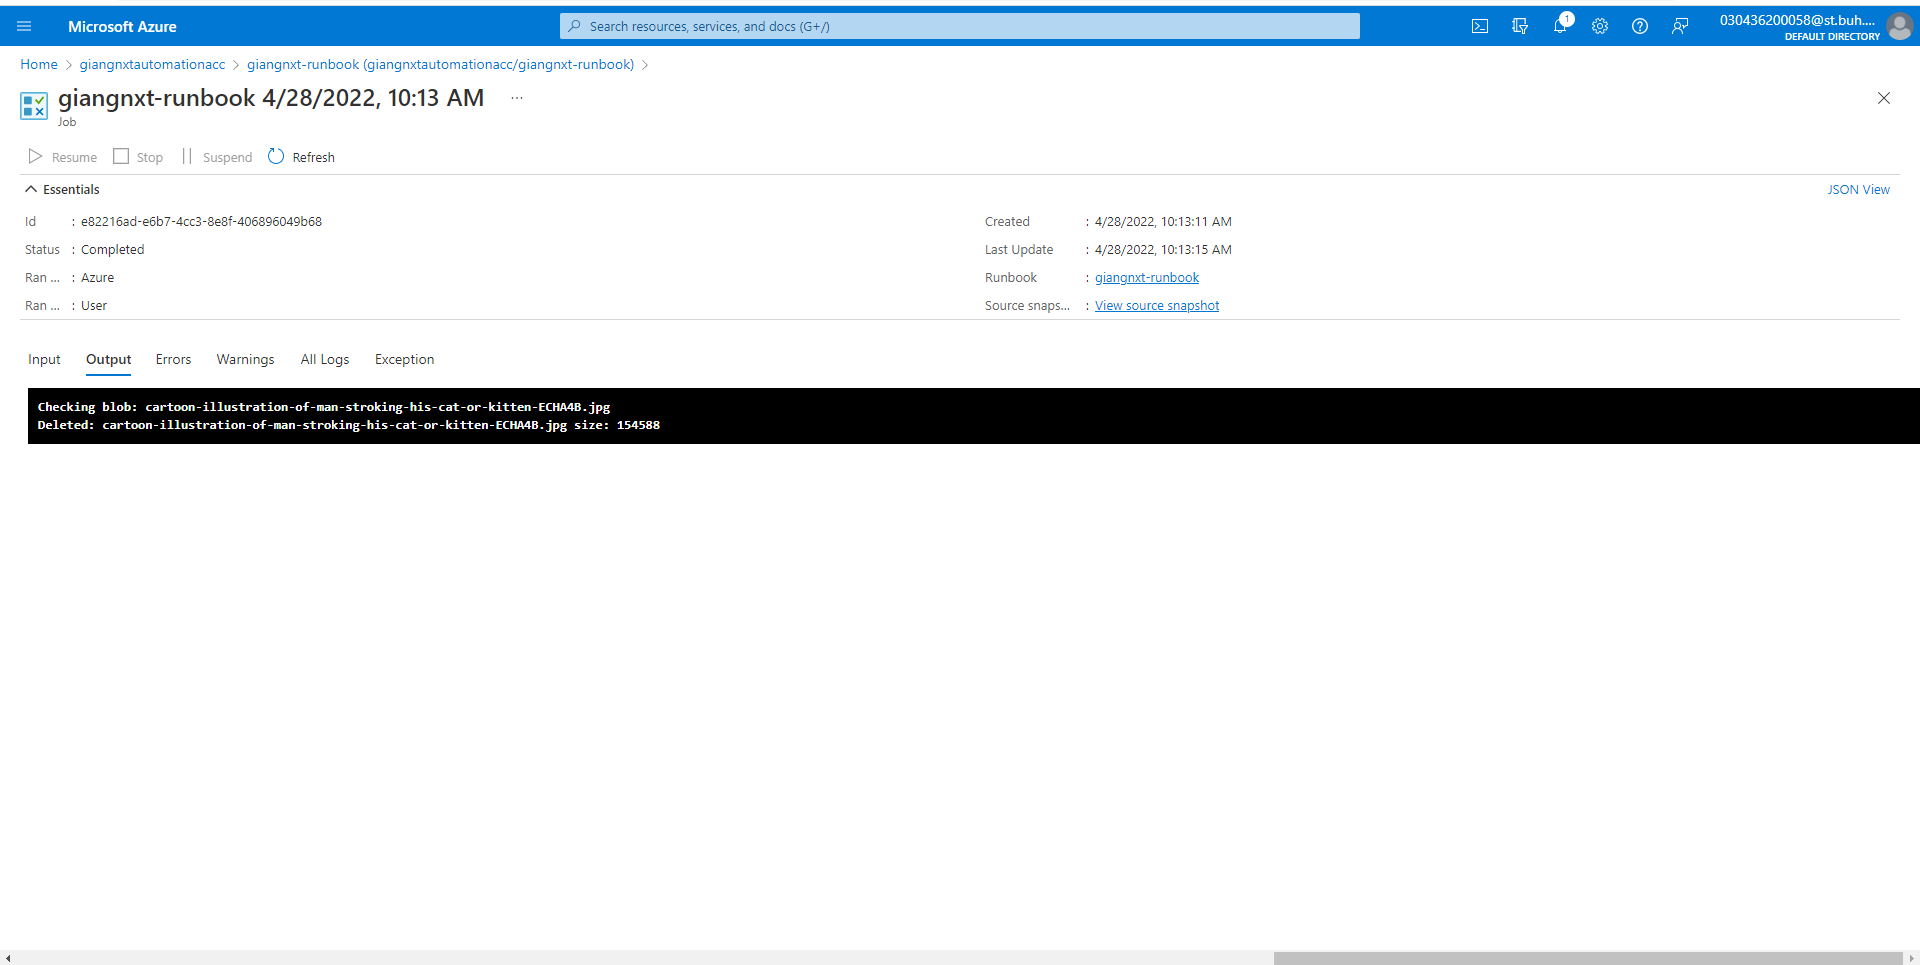 Microsoft Azure
Search resources, services, and docs (G+/)
1
030436200058@st.buh....
DEFAULT DIRECTORY
Home > giangnxtautomationacc > giangnxt-runbook (giangnxtautomationacc/giangnxt-runbook) >
giangnxt-runbook 4/28/2022, 10:13 AM ...
Job
Resume Stop Suspend Refresh
Essentials JSON View
Id : e82216ad-e6b7-4cc3-8e8f-406896049b68
Status : Completed
Ran ... : Azure
Ran ... : User
Created : 4/28/2022, 10:13:11 AM
Last Update : 4/28/2022, 10:13:15 AM
Runbook : giangnxt-runbook
Source snaps... : View source snapshot
Input Output Errors Warnings All Logs Exception
Checking blob: cartoon-illustration-of-man-stroking-his-cat-or-kitten-ECHA4B.jpg
Deleted: cartoon-illustration-of-man-stroking-his-cat-or-kitten-ECHA4B.jpg size: 154588